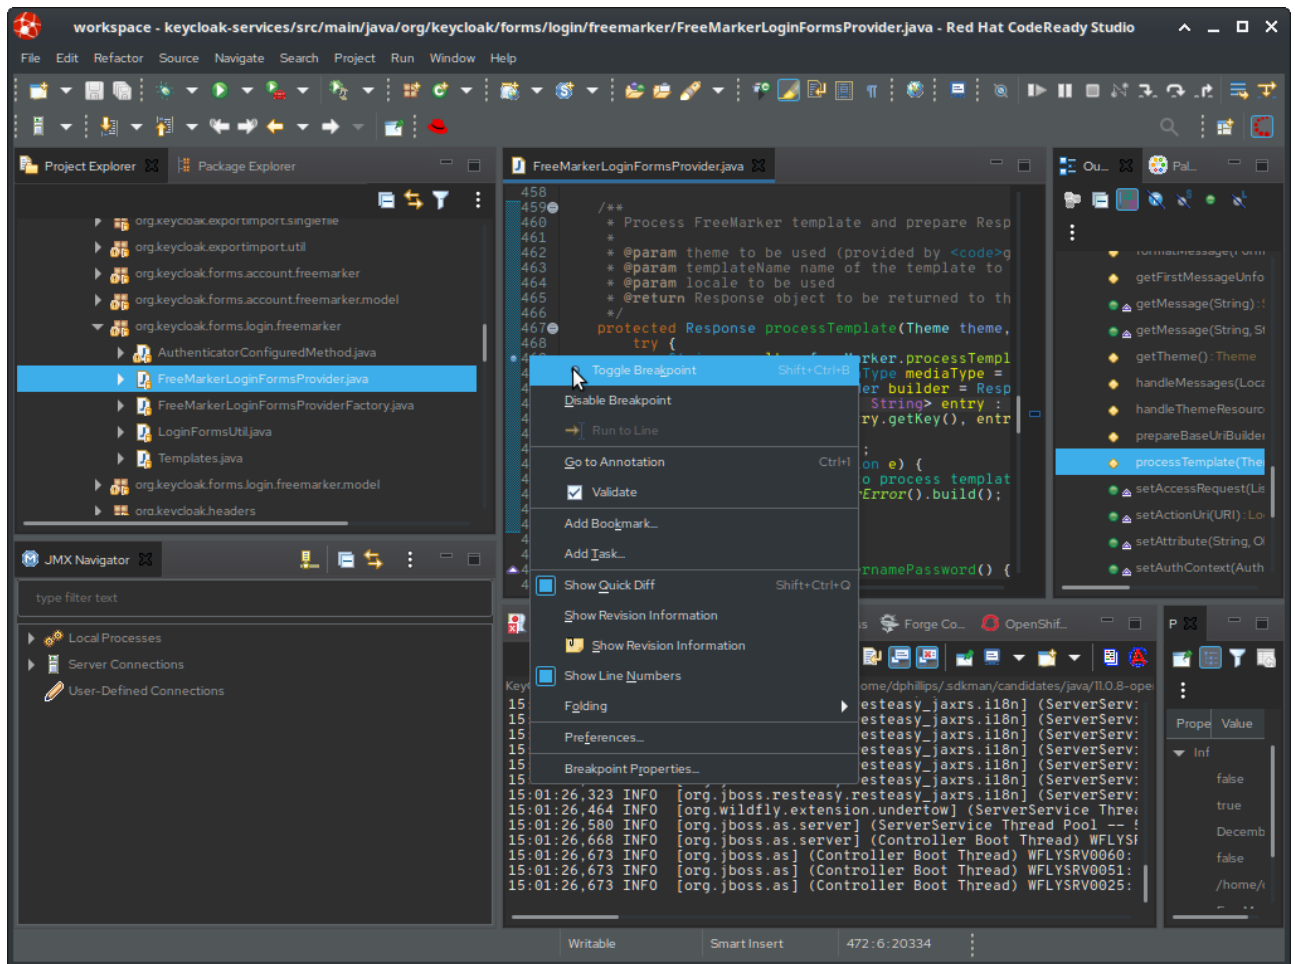 workspace - keycloak-services/src/main/java/org/keycloak/forms/login/freemarker/FreeMarkerLoginFormsProvider.java - Red Hat CodeReady Studio
File Edit Refactor Source Navigate Search Project Run Window Help
Project Explorer
Package Explorer
org.keycloak.exportimport.singlefile
org.keycloak.exportimport.util
org.keycloak.forms.account.freemarker
org.keycloak.forms.account.freemarker.model
org.keycloak.forms.login.freemarker
AuthenticatorConfiguredMethod.java
FreeMarkerLoginFormsProvider.java
FreeMarkerLoginFormsProviderFactory.java
LoginFormsUtil.java
Templates.java
org.keycloak.forms.login.freemarker.model
org.keycloak.headers
JMX Navigator
type filter text
Local Processes
Server Connections
User-Defined Connections
FreeMarkerLoginFormsProvider.java
458
459 /**
460 * Process FreeMarker template and prepare Resp
461 *
462 * @param theme to be used (provided by <code>g
463 * @param templateName name of the template to
464 * @param locale to be used
465 * @return Response object to be returned to th
466 */
467 protected Response processTemplate(Theme theme,
468 try {
Marker.processTempl
Type mediaType =
er builder = Resp
String> entry :
ry.getKey(), entr
;
on e) {
o process templat
Error().build();
rnamePassword() {
Toggle Breakpoint Shift+Ctrl+B
Disable Breakpoint
Run to Line
Go to Annotation Ctrl+1
Validate
Add Bookmark...
Add Task...
Show Quick Diff Shift+Ctrl+Q
Show Revision Information
Show Revision Information
Show Line Numbers
Folding
Preferences...
Breakpoint Properties...
Ou...
Pal...
getFirstMessageUnfo
getMessage(String) : S
getMessage(String, St
getTheme() : Theme
handleMessages(Loca
handleThemeResourc
prepareBaseUriBuilder
processTemplate(The
setAccessRequest(Lis
setActionUri(URI) : Lo
setAttribute(String, O
setAuthContext(Auth
Forge Co...
OpenShif...
ome/dphillips/.sdkman/candidates/java/11.0.8-ope
esteasy_jaxrs.i18n] (ServerServi
esteasy_jaxrs.i18n] (ServerServi
esteasy_jaxrs.i18n] (ServerServi
esteasy_jaxrs.i18n] (ServerServi
esteasy_jaxrs.i18n] (ServerServi
esteasy_jaxrs.i18n] (ServerServi
15:01:26,323 INFO [org.jboss.resteasy.resteasy_jaxrs.i18n] (ServerServi
15:01:26,464 INFO [org.wildfly.extension.undertow] (ServerService Threa
15:01:26,580 INFO [org.jboss.as.server] (ServerService Thread Pool -- 5
15:01:26,668 INFO [org.jboss.as.server] (Controller Boot Thread) WFLYSR
15:01:26,673 INFO [org.jboss.as] (Controller Boot Thread) WFLYSRV0060:
15:01:26,673 INFO [org.jboss.as] (Controller Boot Thread) WFLYSRV0051:
15:01:26,673 INFO [org.jboss.as] (Controller Boot Thread) WFLYSRV0025:
P
Prope Value
Inf
false
true
Decemb
false
/home/
Writable
Smart Insert
472 : 6 : 20334